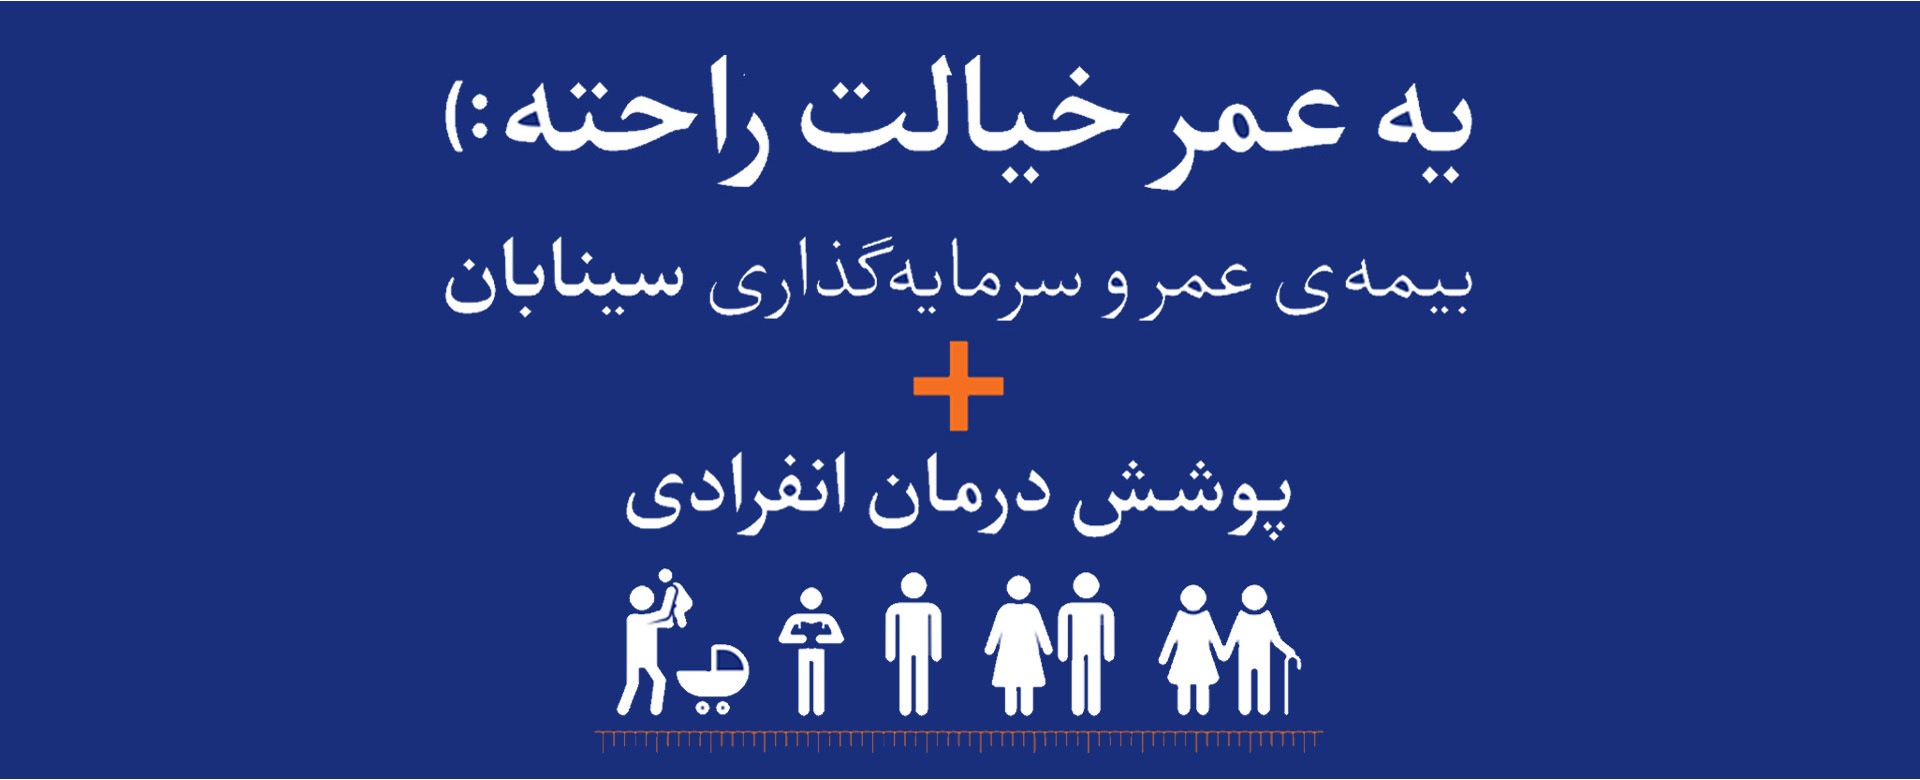 یه عمر خیالت راحته:)
بیمه‌ی عمر و سرمایه‌گذاری سینابان
+
پوشش درمان انفرادی